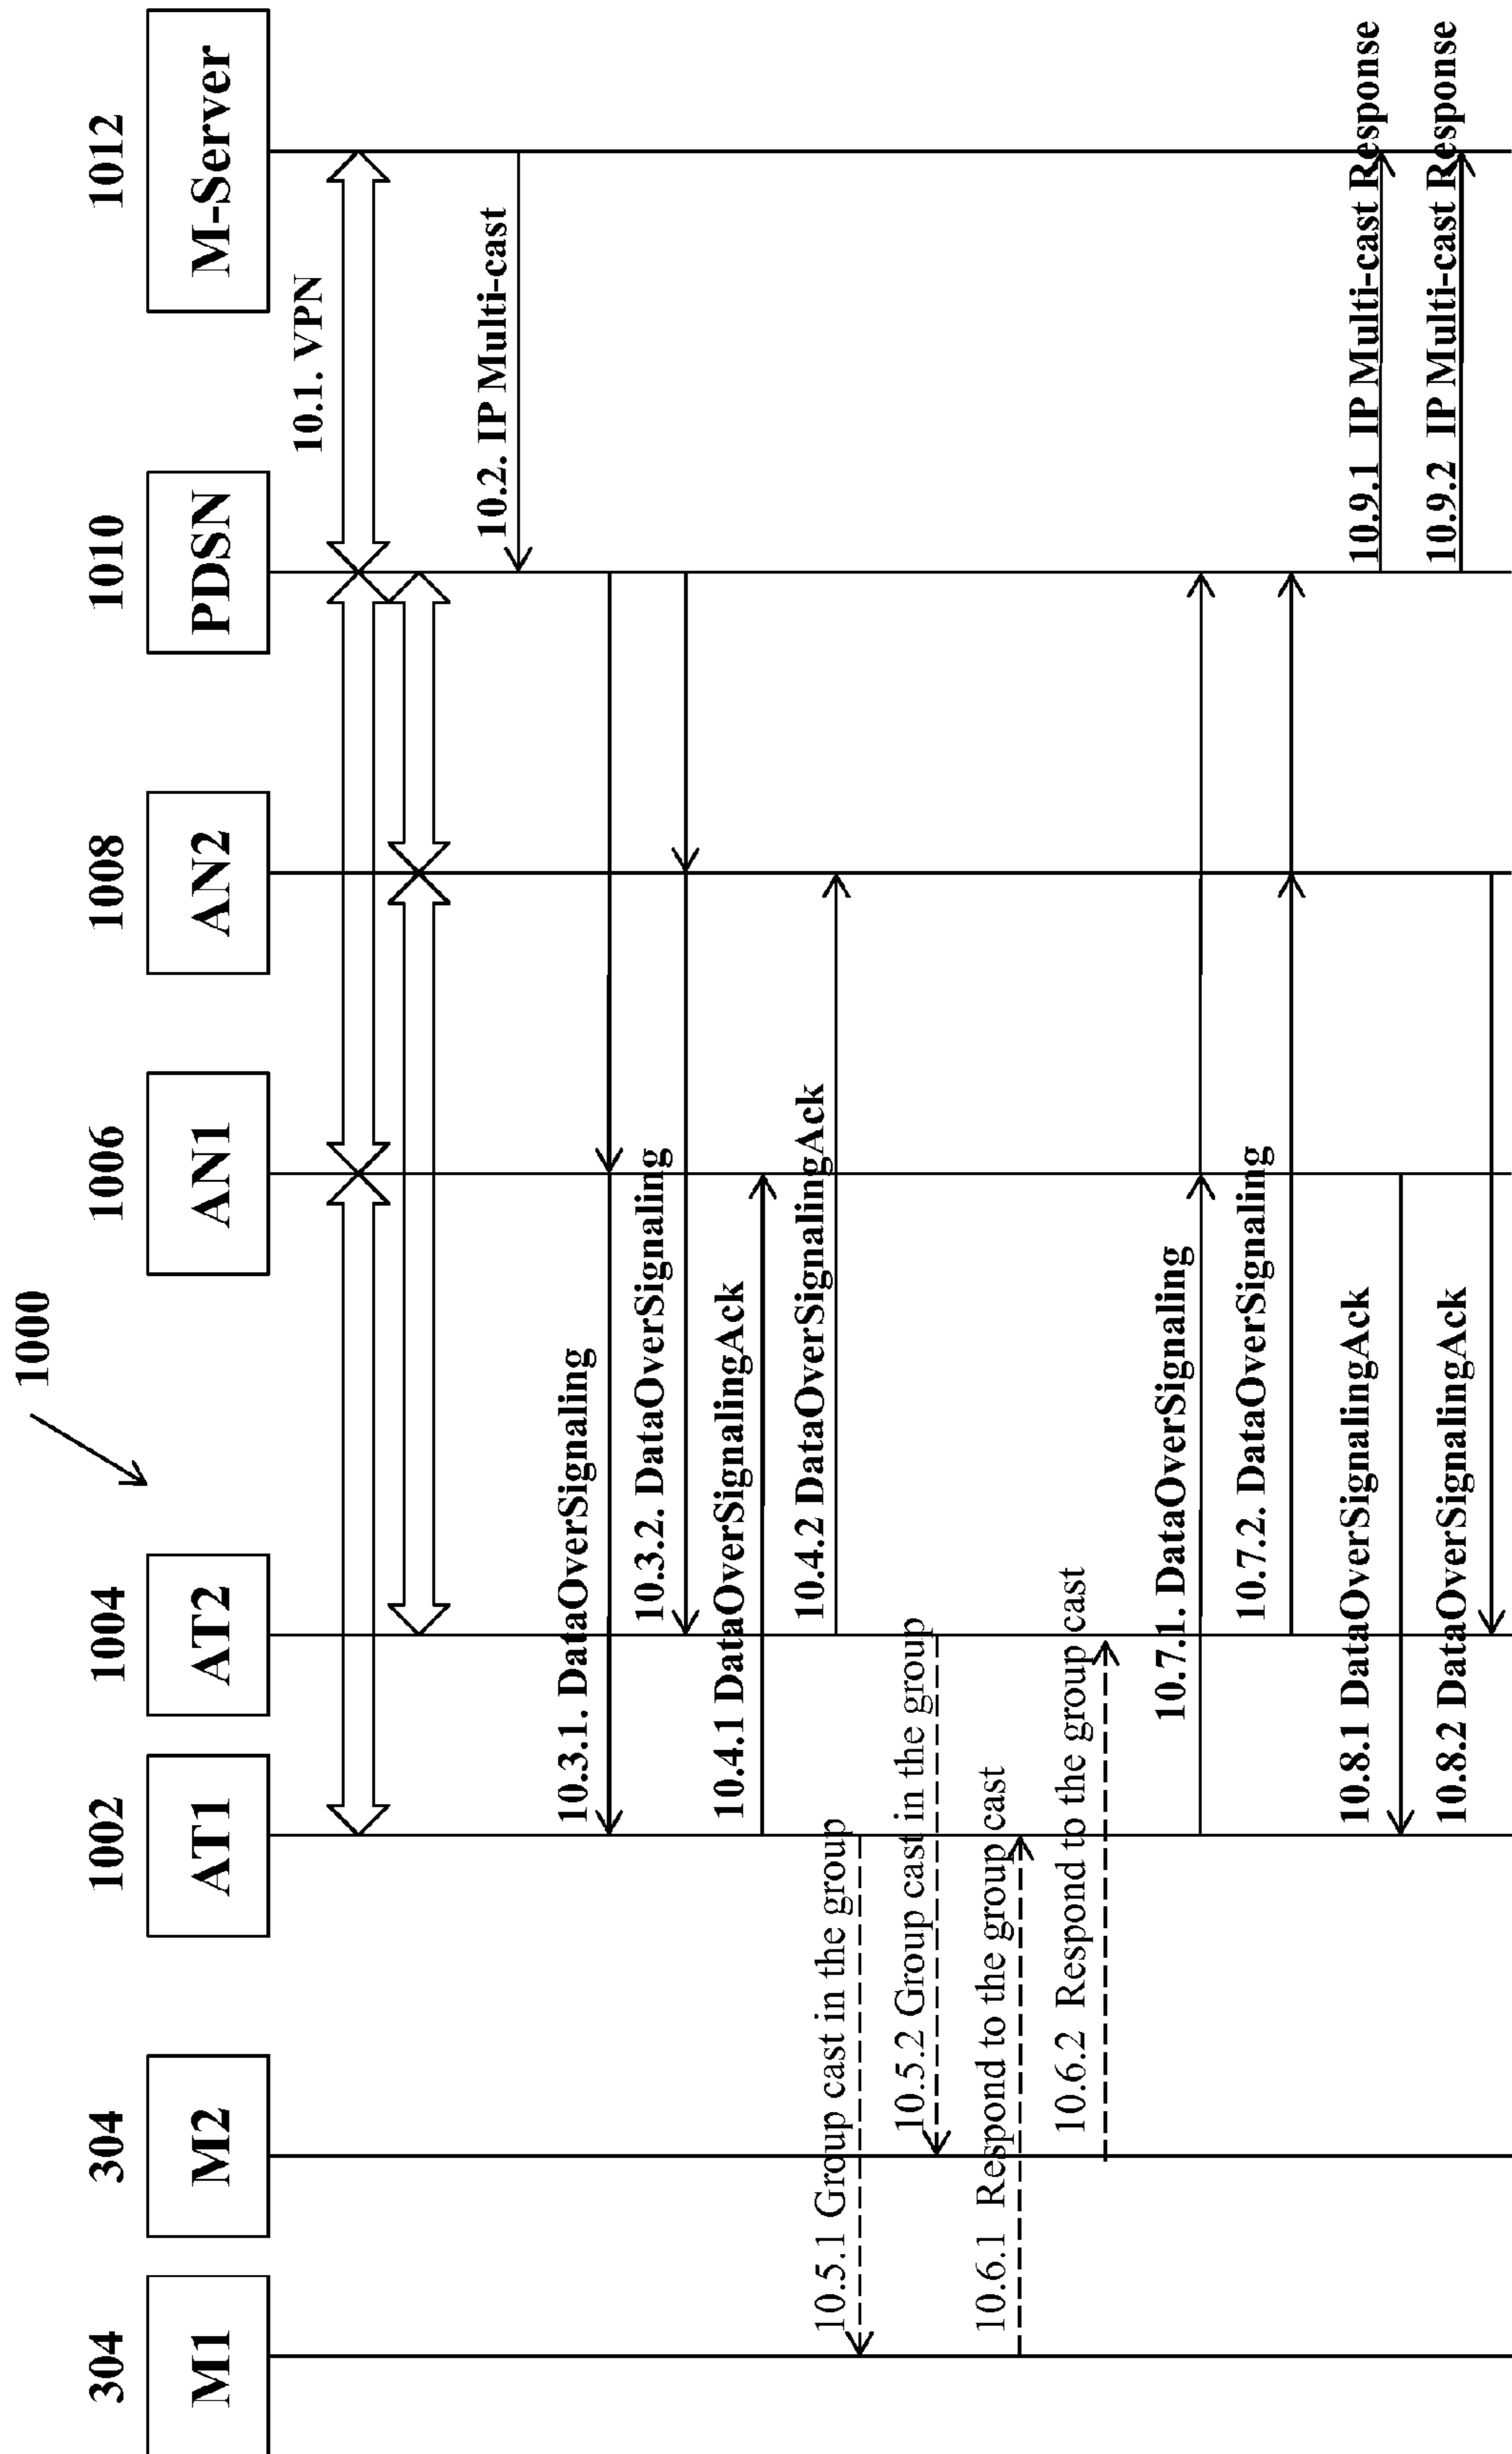 1000
304
304
1002
1004
1006
1008
1010
1012
M1
M2
AT1
AT2
AN1
AN2
PDSN
M-Server
10.1. VPN
10.2. IP Multi-cast
10.3.1. DataOverSignaling
10.3.2. DataOverSignaling
10.4.1 DataOverSignalingAck
10.4.2 DataOverSignalingAck
10.5.1 Group cast in the group
10.5.2 Group cast in the group
10.6.1 Respond to the group cast
10.6.2 Respond to the group cast
10.7.1. DataOverSignaling
10.7.2. DataOverSignaling
10.8.1 DataOverSignalingAck
10.9.1 IP Multi-cast Response
10.8.2 DataOverSignalingAck
10.9.2 IP Multi-cast Response